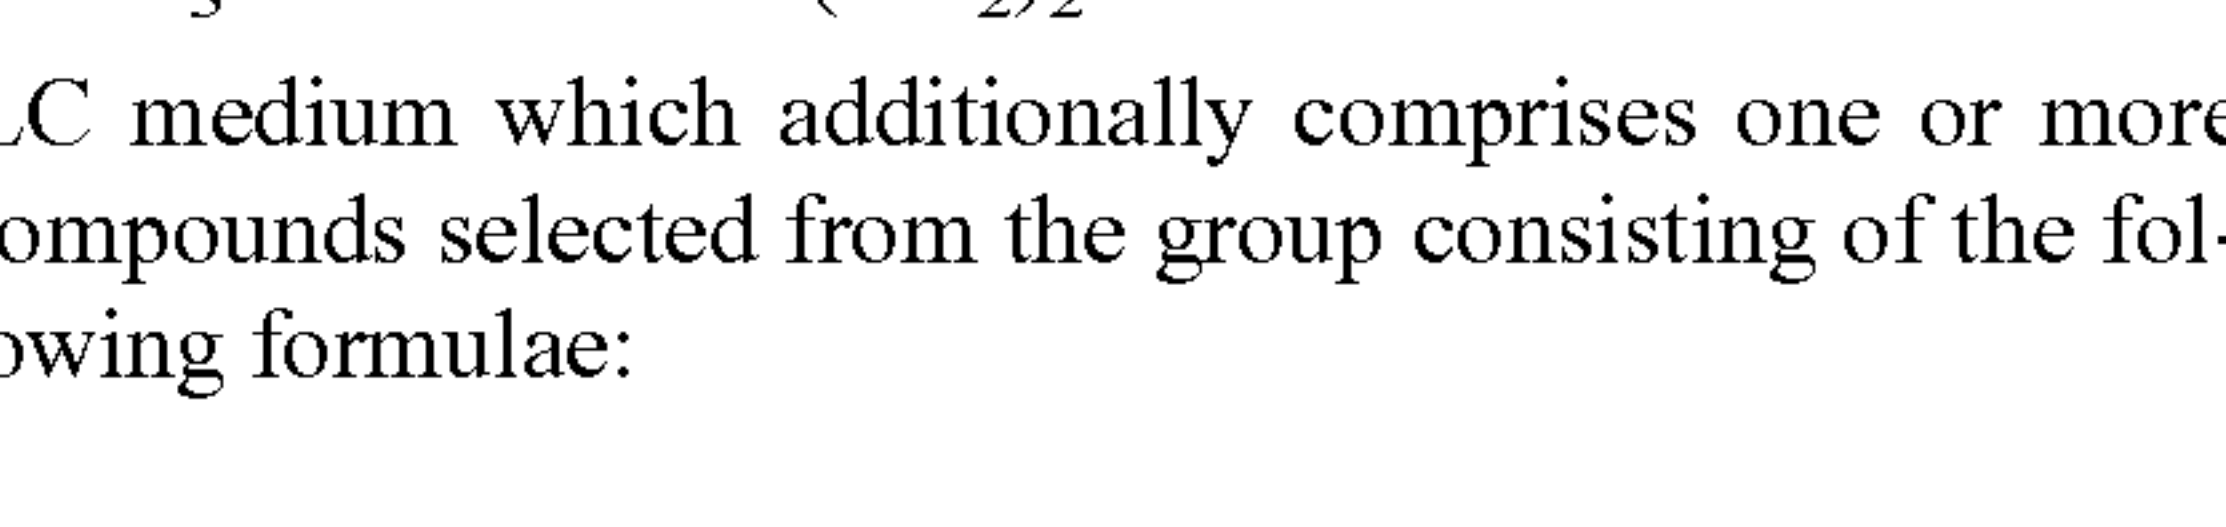 LC medium which additionally comprises one or more
compounds selected from the group consisting of the fol-
lowing formulae: